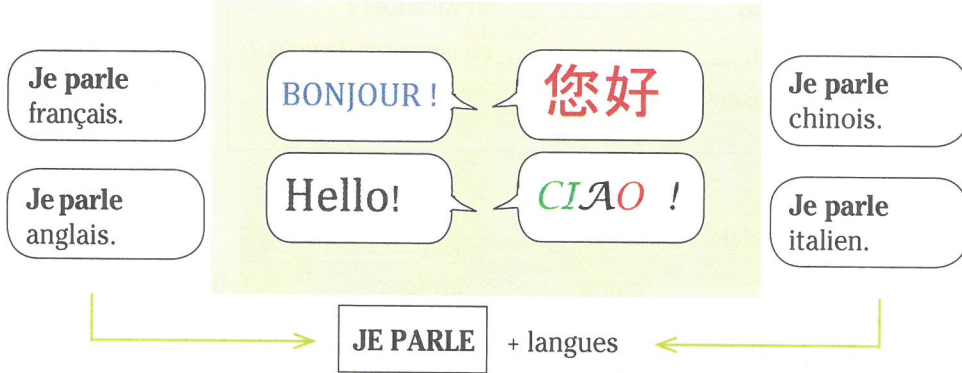 Je parle
français.
BONJOUR !
您好
Je parle
chinois.
Je parle
anglais.
Hello!
CIAO !
Je parle
italien.
JE PARLE + langues